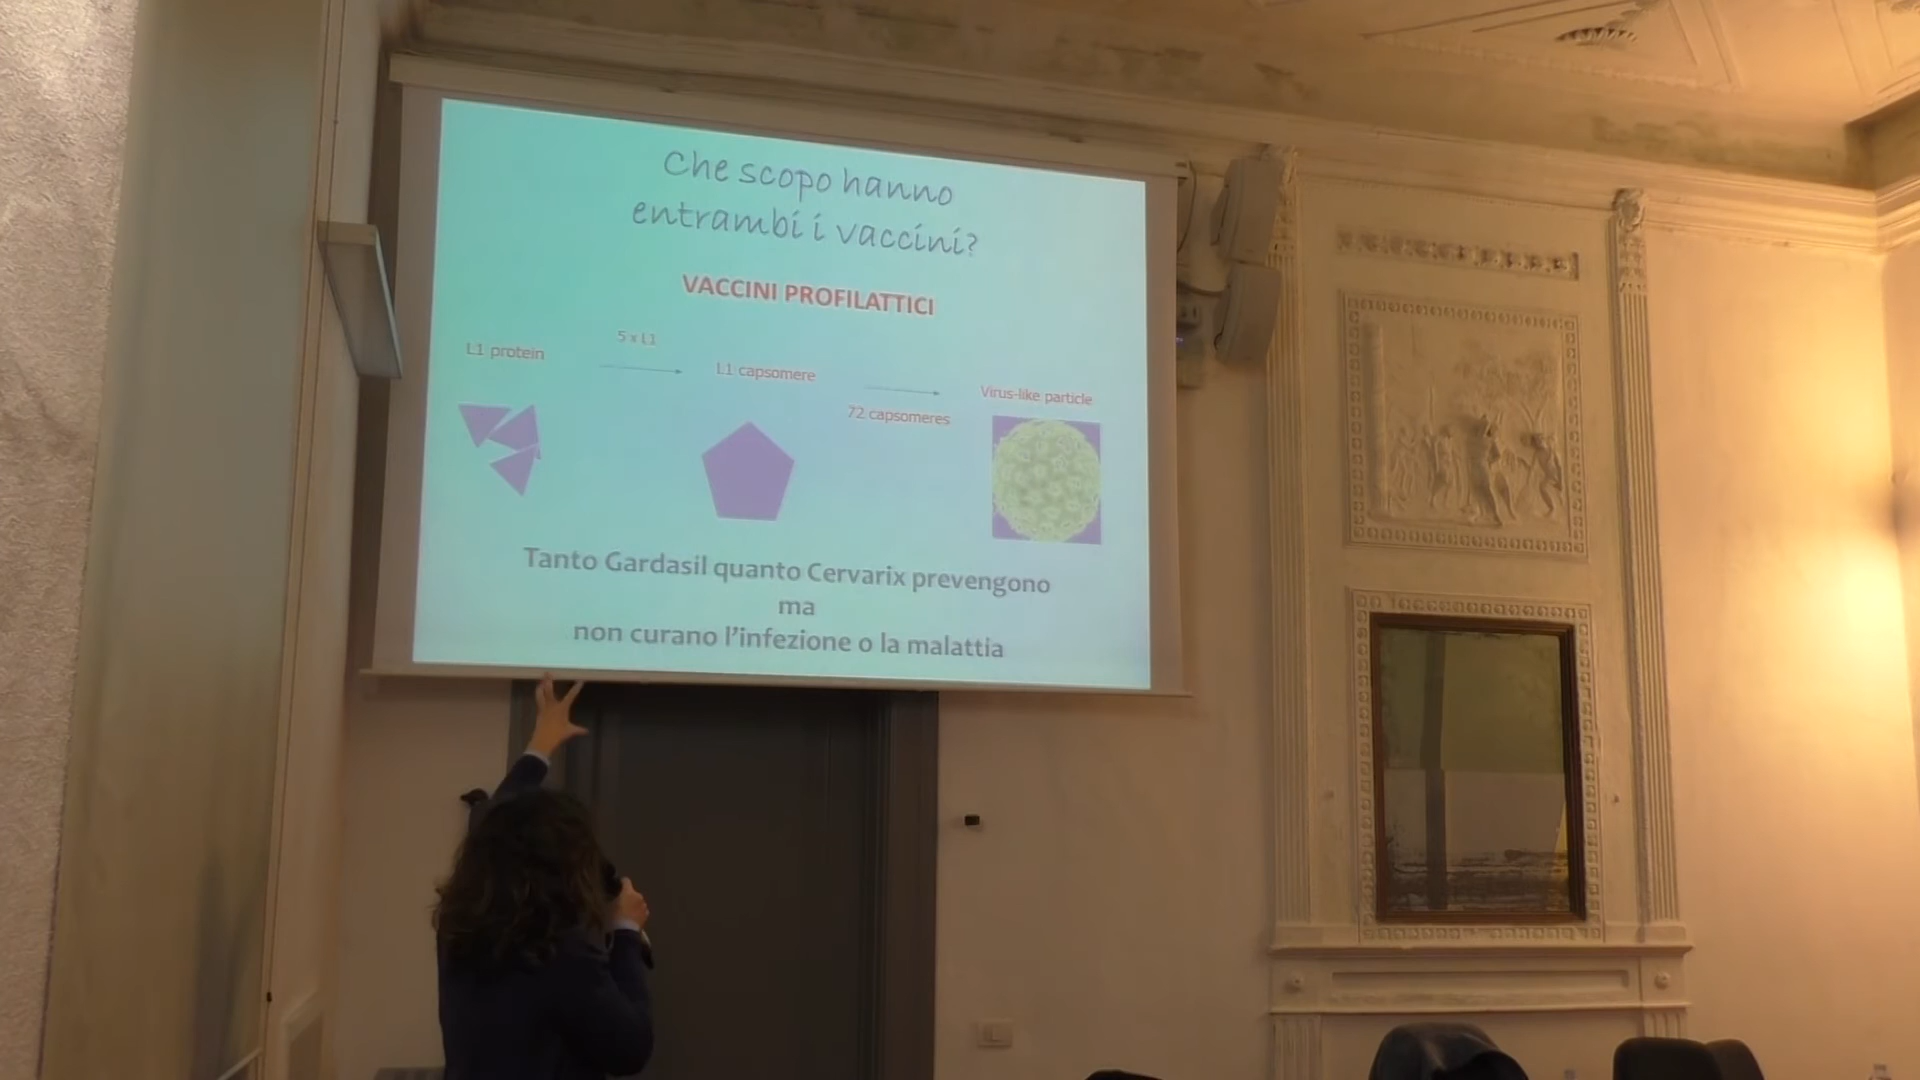 Che scopo hanno
entrambi i vaccini?
VACCINI PROFILATTICI
L1 protein
5 x L1
L1 capsomere
72 capsomeres
Virus-like particle
Tanto Gardasil quanto Cervarix prevengono
ma
non curano l'infezione o la malattia